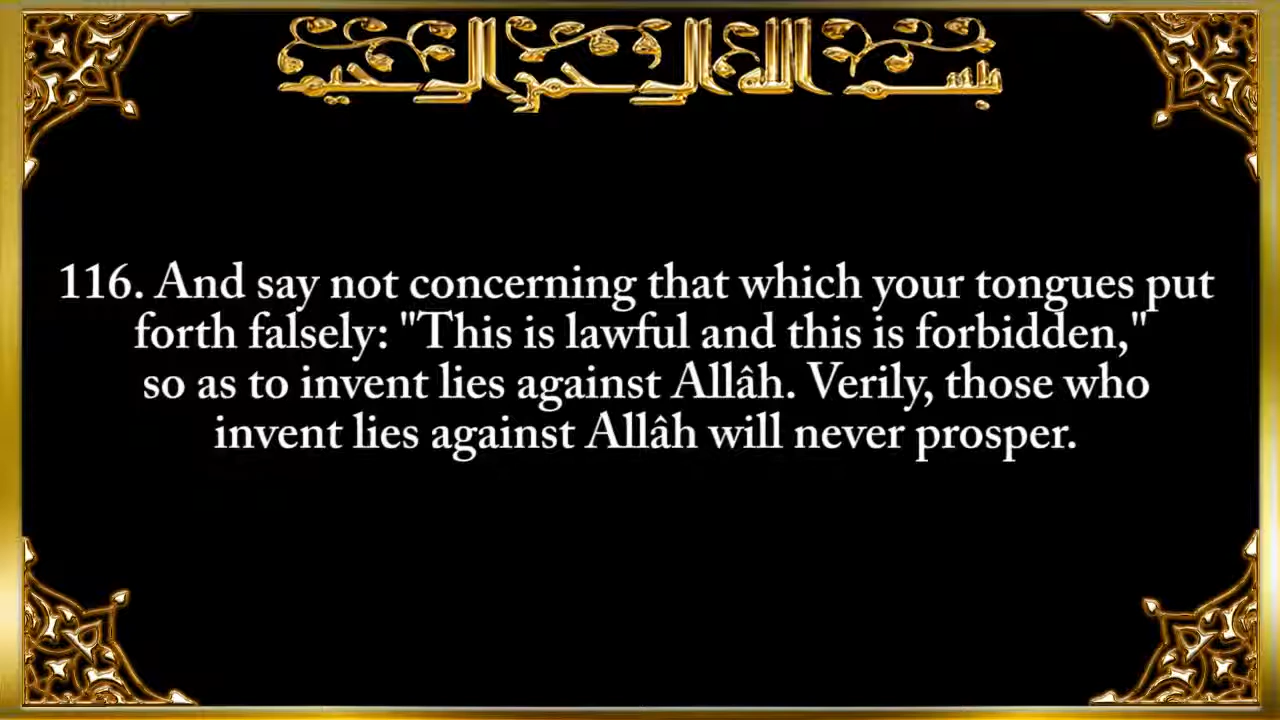 بسم الله الرحمن الرحيم
116. And say not concerning that which your tongues put
forth falsely: "This is lawful and this is forbidden,"
so as to invent lies against Allâh. Verily, those who
invent lies against Allâh will never prosper.